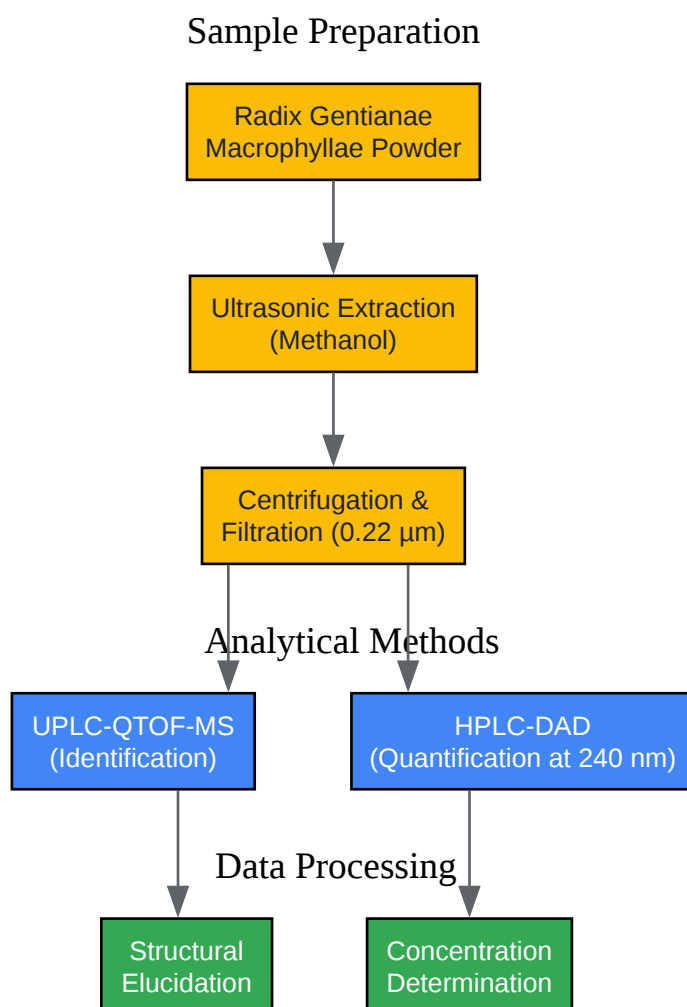 Sample Preparation
Radix Gentianae
Macrophyllae Powder
Ultrasonic Extraction
(Methanol)
Centrifugation &
Filtration (0.22 µm)
Analytical Methods
UPLC-QTOF-MS
(Identification)
HPLC-DAD
(Quantification at 240 nm)
Data Processing
Structural
Elucidation
Concentration
Determination